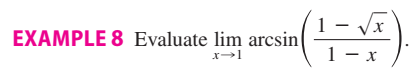 EXAMPLE 8 Evaluate lim x→1 arcsin((1 − √x)/(1 − x)).